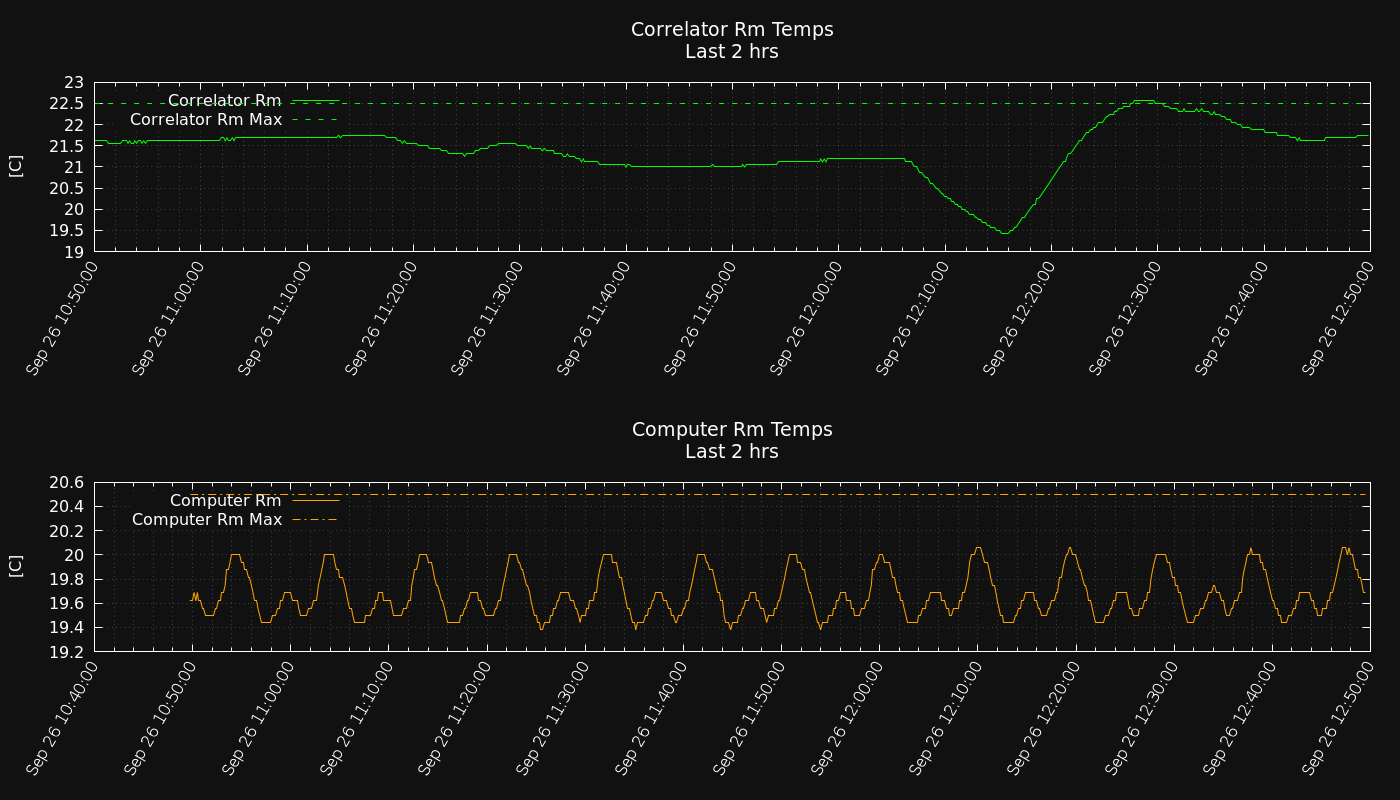 Correlator Rm Temps
Last 2 hrs
[C]
23
22.5
22
21.5
21
20.5
20
19.5
19
Correlator Rm
Correlator Rm Max
Sep 26 10:50:00
Sep 26 11:00:00
Sep 26 11:10:00
Sep 26 11:20:00
Sep 26 11:30:00
Sep 26 11:40:00
Sep 26 11:50:00
Sep 26 12:00:00
Sep 26 12:10:00
Sep 26 12:20:00
Sep 26 12:30:00
Sep 26 12:40:00
Sep 26 12:50:00
Computer Rm Temps
Last 2 hrs
[C]
20.6
20.4
20.2
20
19.8
19.6
19.4
19.2
Computer Rm
Computer Rm Max
Sep 26 10:40:00
Sep 26 10:50:00
Sep 26 11:00:00
Sep 26 11:10:00
Sep 26 11:20:00
Sep 26 11:30:00
Sep 26 11:40:00
Sep 26 11:50:00
Sep 26 12:00:00
Sep 26 12:10:00
Sep 26 12:20:00
Sep 26 12:30:00
Sep 26 12:40:00
Sep 26 12:50:00